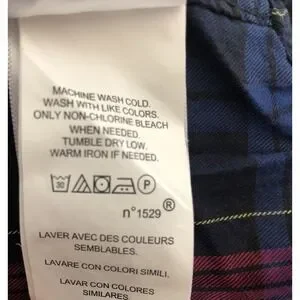 MACHINE WASH COLD.
WASH WITH LIKE COLORS.
ONLY NON-CHLORINE BLEACH
WHEN NEEDED.
TUMBLE DRY LOW.
WARM IRON IF NEEDED.
30 P
n°1529 ®
LAVER AVEC DES COULEURS
SEMBLABLES.
LAVARE CON COLORI SIMILI.
LAVAR CON COLORES
SIMILARES